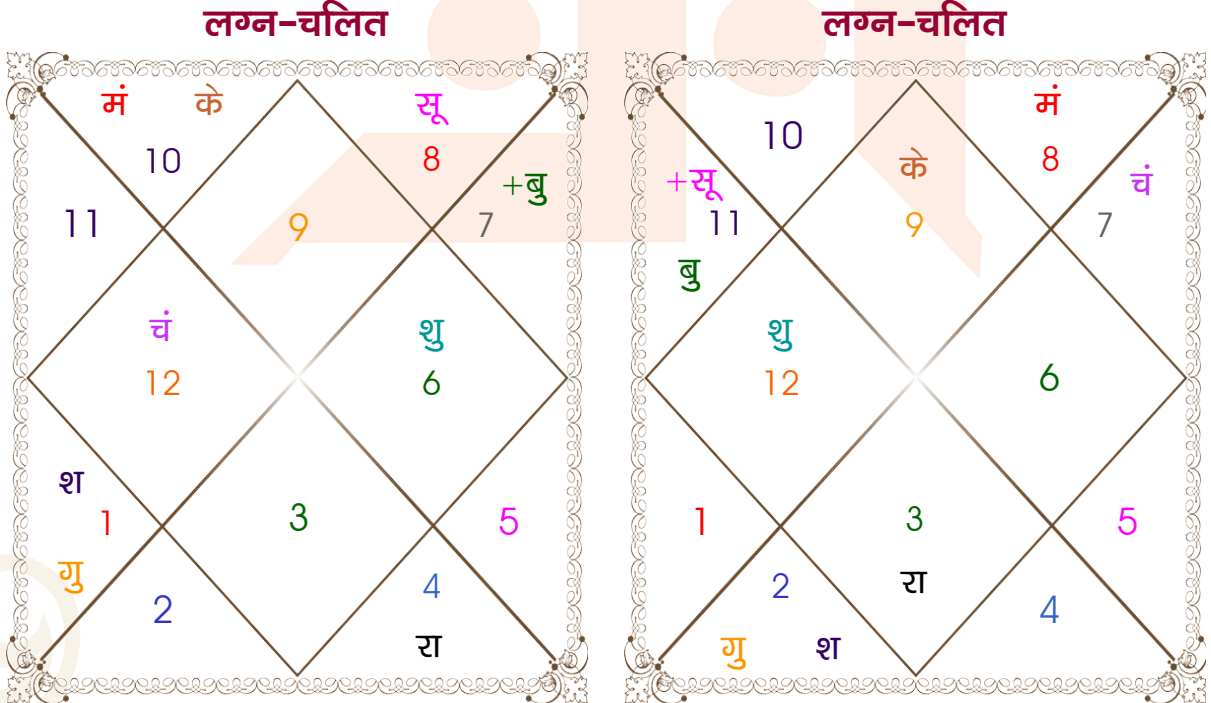 लग्न-चलित
मं के
10
सू
8
+बु
7
11
9
चं
12
शु
6
श
1
गु
3
5
2
4
रा
लग्न-चलित
10
के
9
मं
8
चं
7
+सू
11
बु
शु
12
6
1
3
रा
5
2
गु श
4